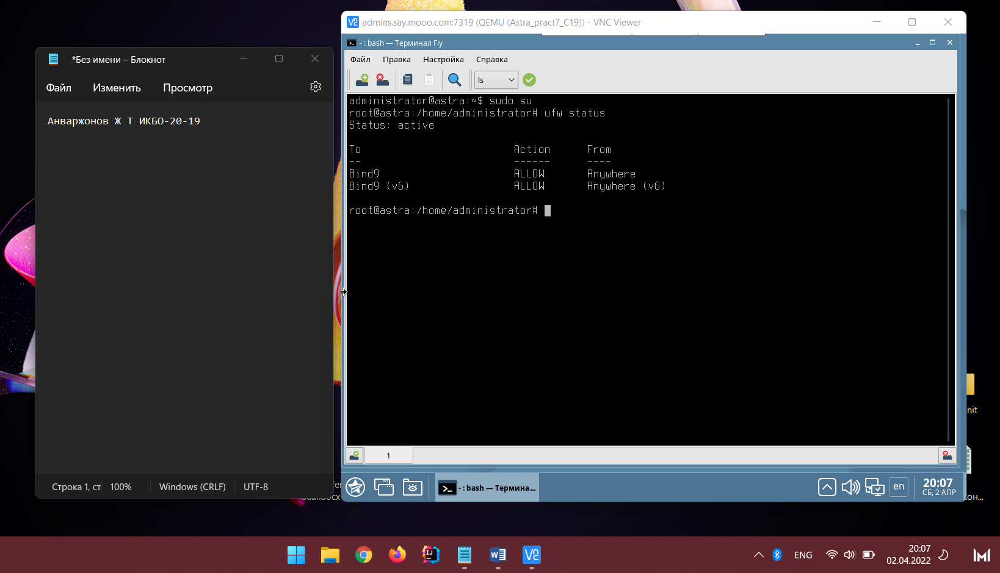 admins.say.mooo.com:7319 (QEMU (Astra_pract7_C19)) - VNC Viewer
- : bash — Терминал Fly
Файл Правка Настройка Справка
ls
administrator@astra:~$ sudo su
root@astra:/home/administrator# ufw status
Status: active
To Action From
-- ------ ----
Bind9 ALLOW Anywhere
Bind9 (v6) ALLOW Anywhere (v6)
root@astra:/home/administrator#
1
- : bash — Термина...
en
20:07
СБ, 2 АПР
*Без имени – Блокнот
Файл Изменить Просмотр
Анваржонов Ж Т ИКБО-20-19
Строка 1, ст 100% Windows (CRLF) UTF-8
nit
ENG
20:07
02.04.2022